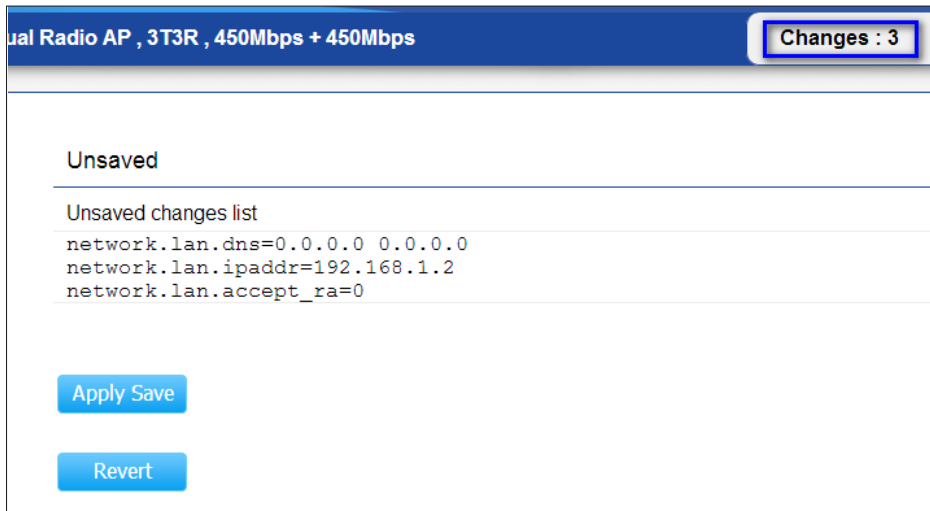 Radio AP , 3T3R , 450Mbps + 450Mbps
Changes : 3
Unsaved
Unsaved changes list
network.lan.dns=0.0.0.0 0.0.0.0
network.lan.ipaddr=192.168.1.2
network.lan.accept_ra=0
Apply Save
Revert